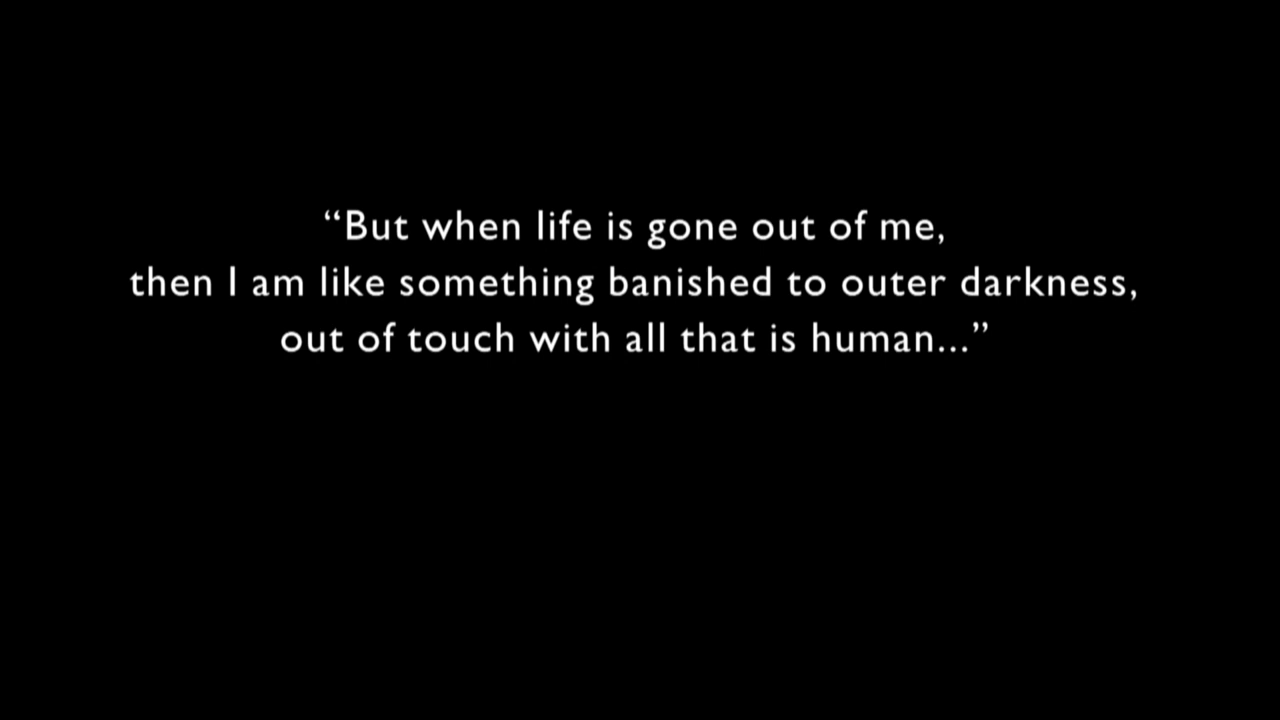 “But when life is gone out of me,
then I am like something banished to outer darkness,
out of touch with all that is human...”